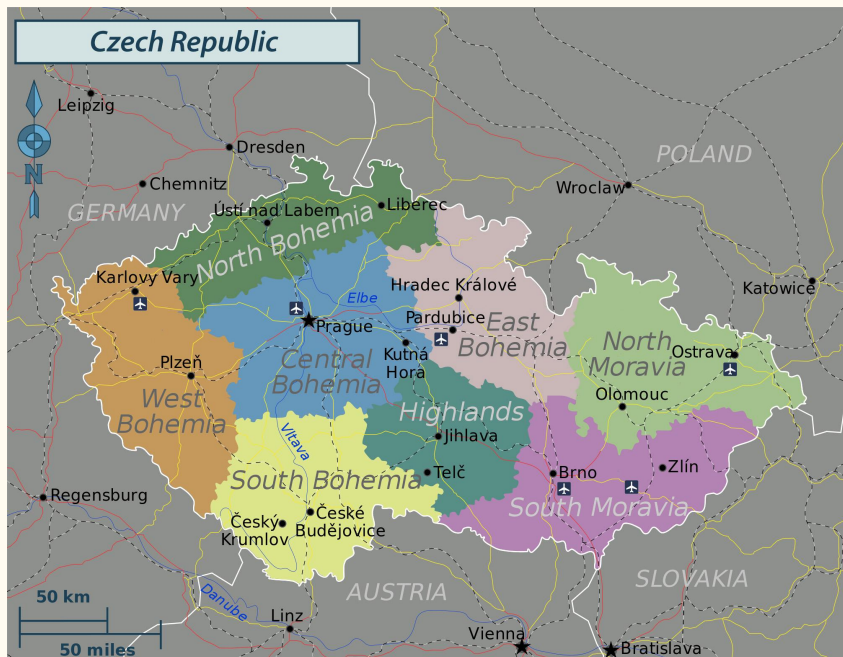 Czech Republic
Leipzig
Dresden
POLAND
Chemnitz
Wroclaw
GERMANY
Ústí nad Labem
Liberec
North Bohemia
Karlovy Vary
Hradec Králové
Katowice
Elbe
Prague
Pardubice
East
Bohemia
North
Moravia
Ostrava
Kutná
Hora
Plzeň
Central
Bohemia
West
Bohemia
Olomouc
Highlands
Vltava
Jihlava
South Bohemia
Telč
Brno
Zlín
South Moravia
Regensburg
Český
Krumlov
České
Budějovice
AUSTRIA
SLOVAKIA
Danube
N
50 km
50 miles
Linz
Vienna
Bratislava